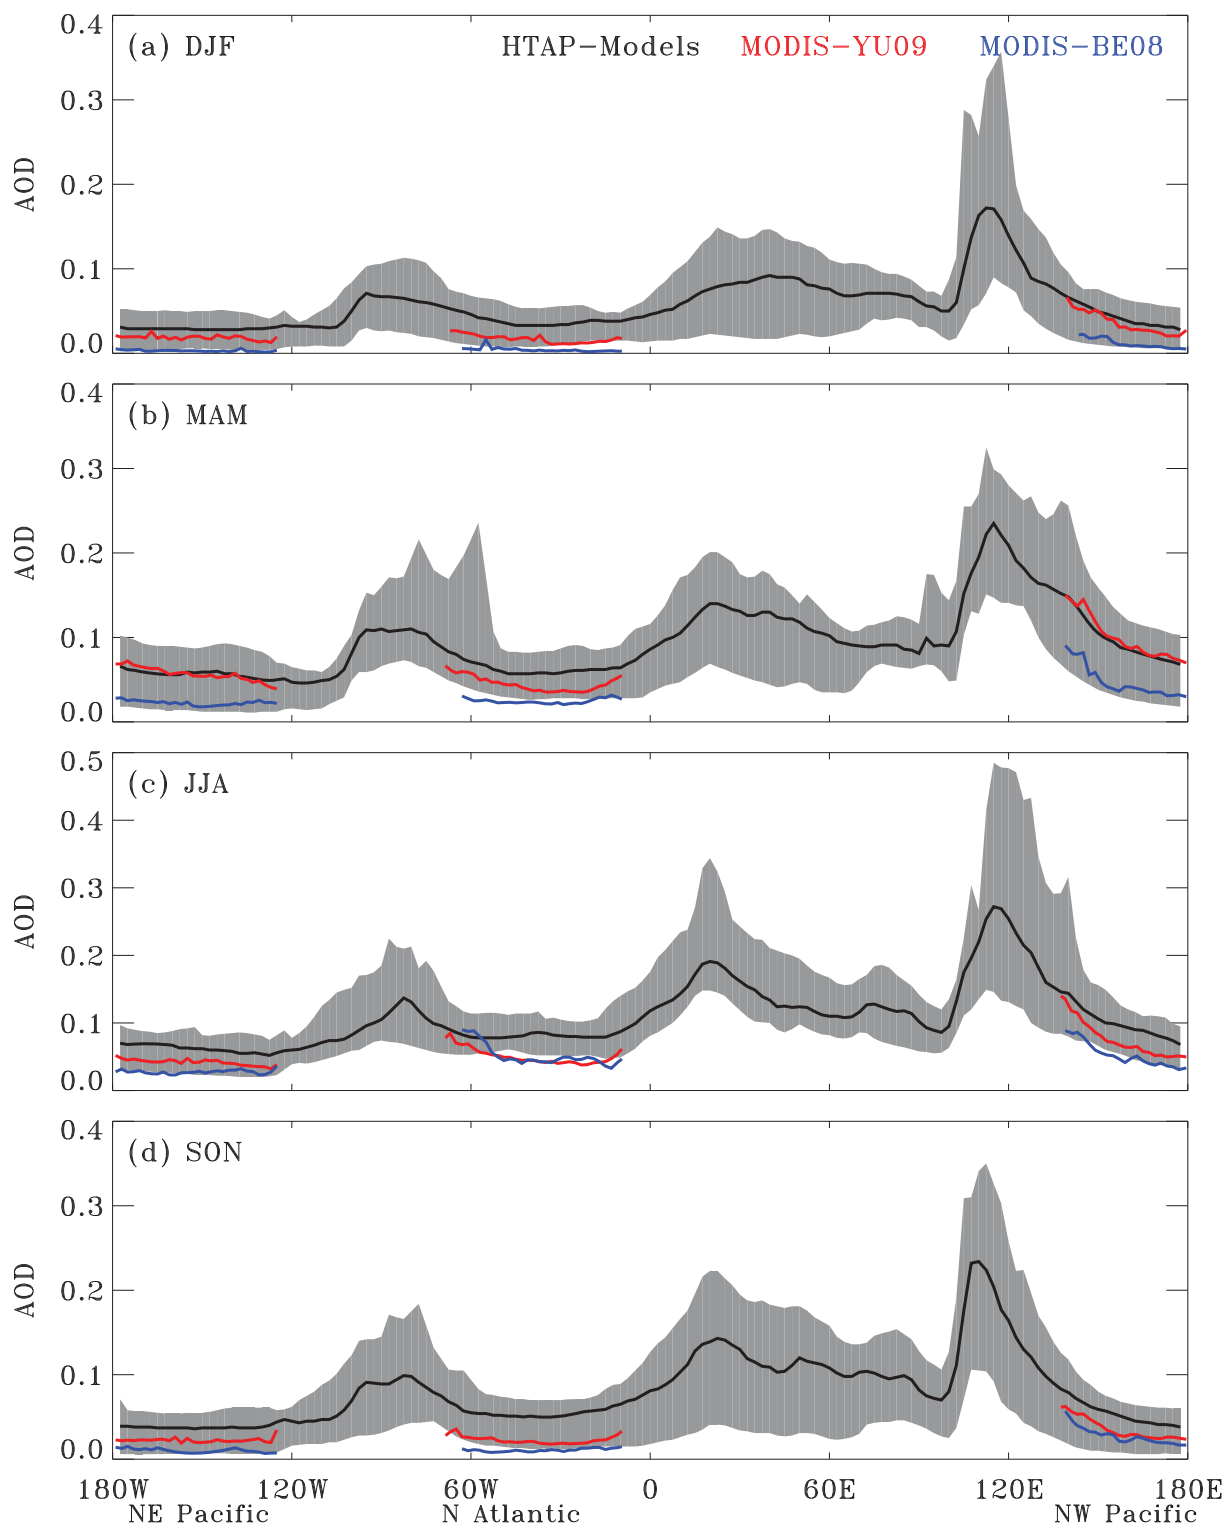 (a) DJF HTAP-Models MODIS-YU09 MODIS-BE08
0.4
0.3
0.2
0.1
0.0
AOD
(b) MAM
0.4
0.3
0.2
0.1
0.0
AOD
(c) JJA
0.5
0.4
0.3
0.2
0.1
0.0
AOD
(d) SON
0.4
0.3
0.2
0.1
0.0
AOD
180W 120W 60W 0 60E 120E 180E
NE Pacific N Atlantic NW Pacific